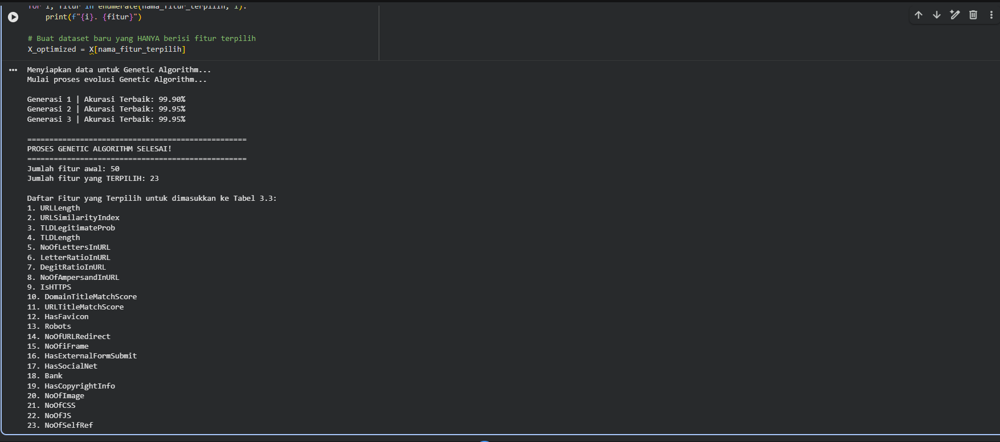 for i, fitur in enumerate(nama_fitur_terpilih, 1):
print(f"{i}. {fitur}")
# Buat dataset baru yang HANYA berisi fitur terpilih
X_optimized = X[nama_fitur_terpilih]
Menyiapkan data untuk Genetic Algorithm...
Mulai proses evolusi Genetic Algorithm...
Generasi 1 | Akurasi Terbaik: 99.90%
Generasi 2 | Akurasi Terbaik: 99.95%
Generasi 3 | Akurasi Terbaik: 99.95%
==================================================
PROSES GENETIC ALGORITHM SELESAI!
==================================================
Jumlah fitur awal: 50
Jumlah fitur yang TERPILIH: 23
Daftar Fitur yang Terpilih untuk dimasukkan ke Tabel 3.3:
1. URLLength
2. URLSimilarityIndex
3. TLDLegitimateProb
4. TLDLength
5. NoOfLettersInURL
6. LetterRatioInURL
7. DegitRatioInURL
8. NoOfAmpersandInURL
9. IsHTTPS
10. DomainTitleMatchScore
11. URLTitleMatchScore
12. HasFavicon
13. Robots
14. NoOfURLRedirect
15. NoOfiFrame
16. HasExternalFormSubmit
17. HasSocialNet
18. Bank
19. HasCopyrightInfo
20. NoOfImage
21. NoOfCSS
22. NoOfJS
23. NoOfSelfRef